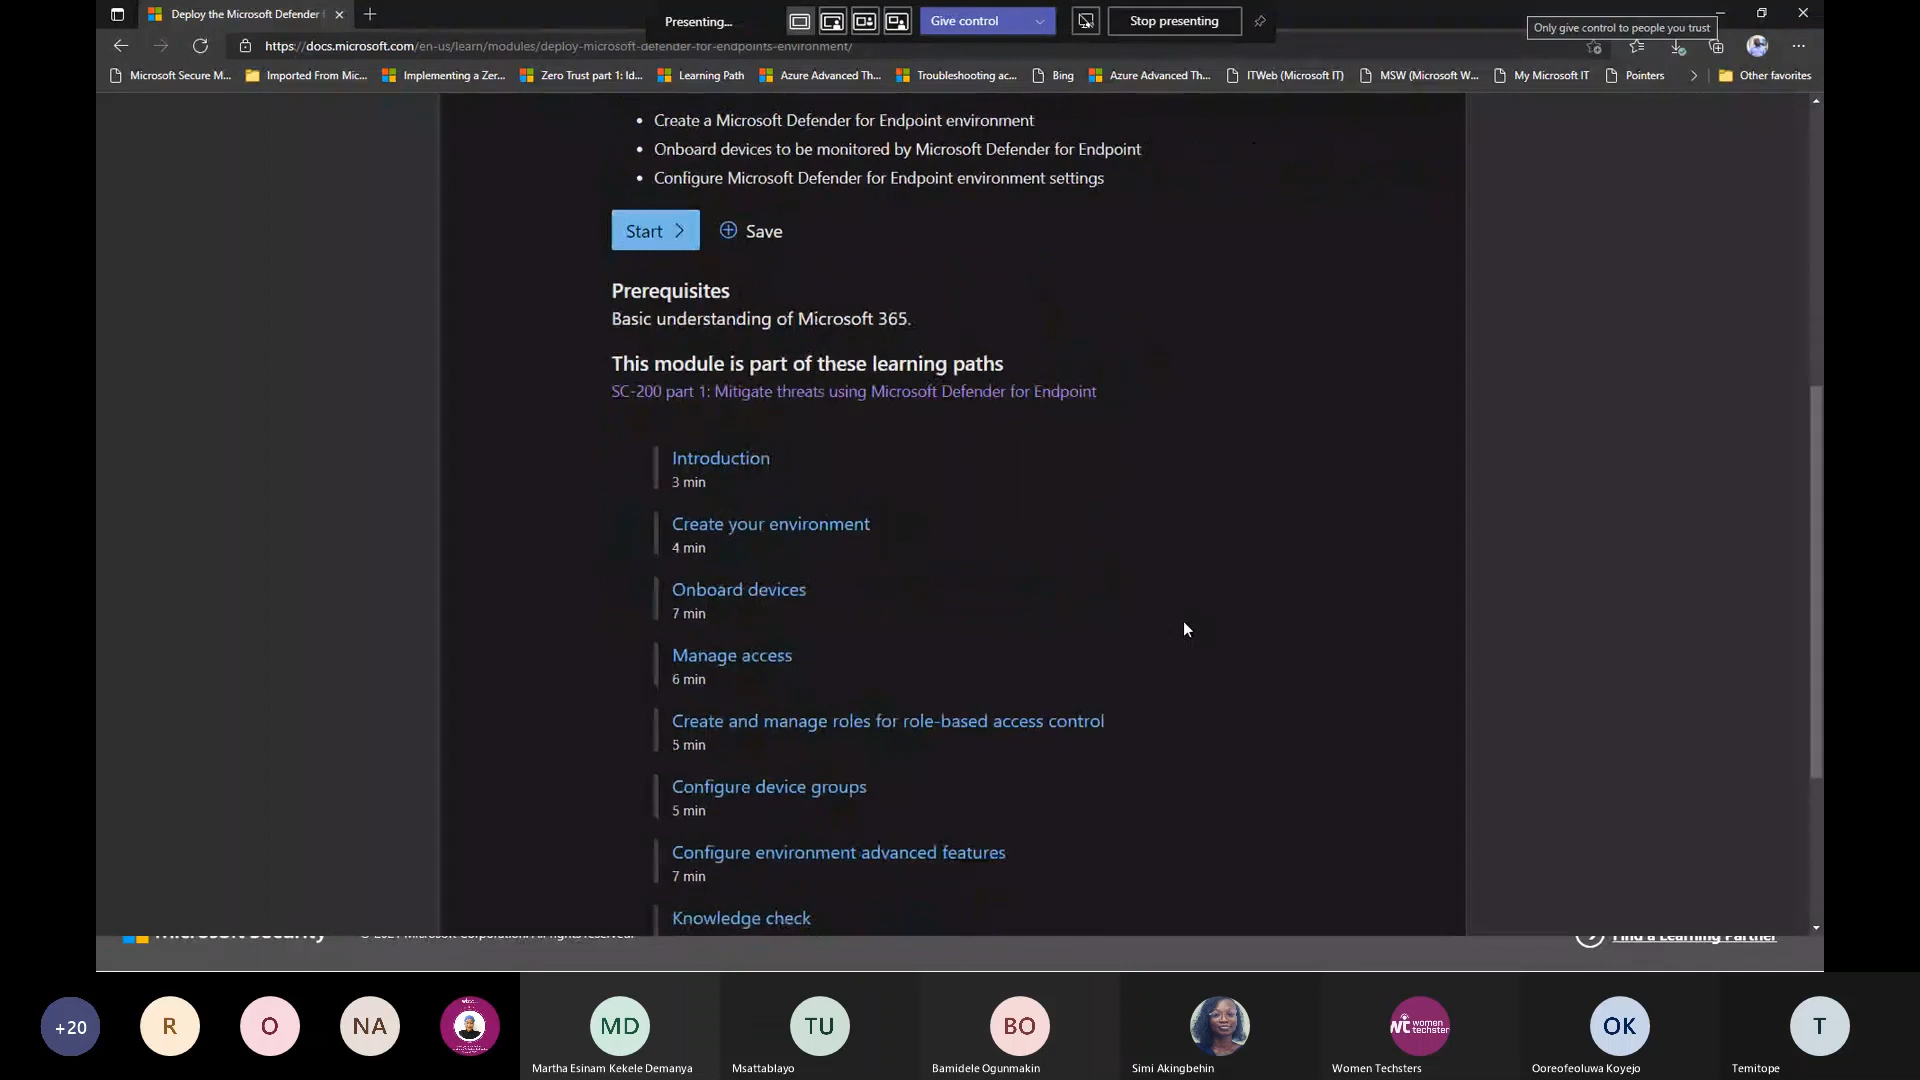 Deploy the Microsoft Defender
Presenting...
Give control
Stop presenting
Only give control to people you trust
https://docs.microsoft.com/en-us/learn/modules/deploy-microsoft-defender-for-endpoints-environment/
Microsoft Secure M...
Imported From Mic...
Implementing a Zer...
Zero Trust part 1: Id...
Learning Path
Azure Advanced Th...
Troubleshooting ac...
Bing
Azure Advanced Th...
ITWeb (Microsoft IT)
MSW (Microsoft W...
My Microsoft IT
Pointers
Other favorites
• Create a Microsoft Defender for Endpoint environment
• Onboard devices to be monitored by Microsoft Defender for Endpoint
• Configure Microsoft Defender for Endpoint environment settings
Start
Save
Prerequisites
Basic understanding of Microsoft 365.
This module is part of these learning paths
SC-200 part 1: Mitigate threats using Microsoft Defender for Endpoint
Introduction
3 min
Create your environment
4 min
Onboard devices
7 min
Manage access
6 min
Create and manage roles for role-based access control
5 min
Configure device groups
5 min
Configure environment advanced features
7 min
Knowledge check
Microsoft Security
Find a Learning Partner
+20
R
O
NA
MD
TU
BO
women techster
OK
T
Martha Esinam Kekele Demanya
Msattablayo
Bamidele Ogunmakin
Simi Akingbehin
Women Techsters
Ooreofeoluwa Koyejo
Temitope